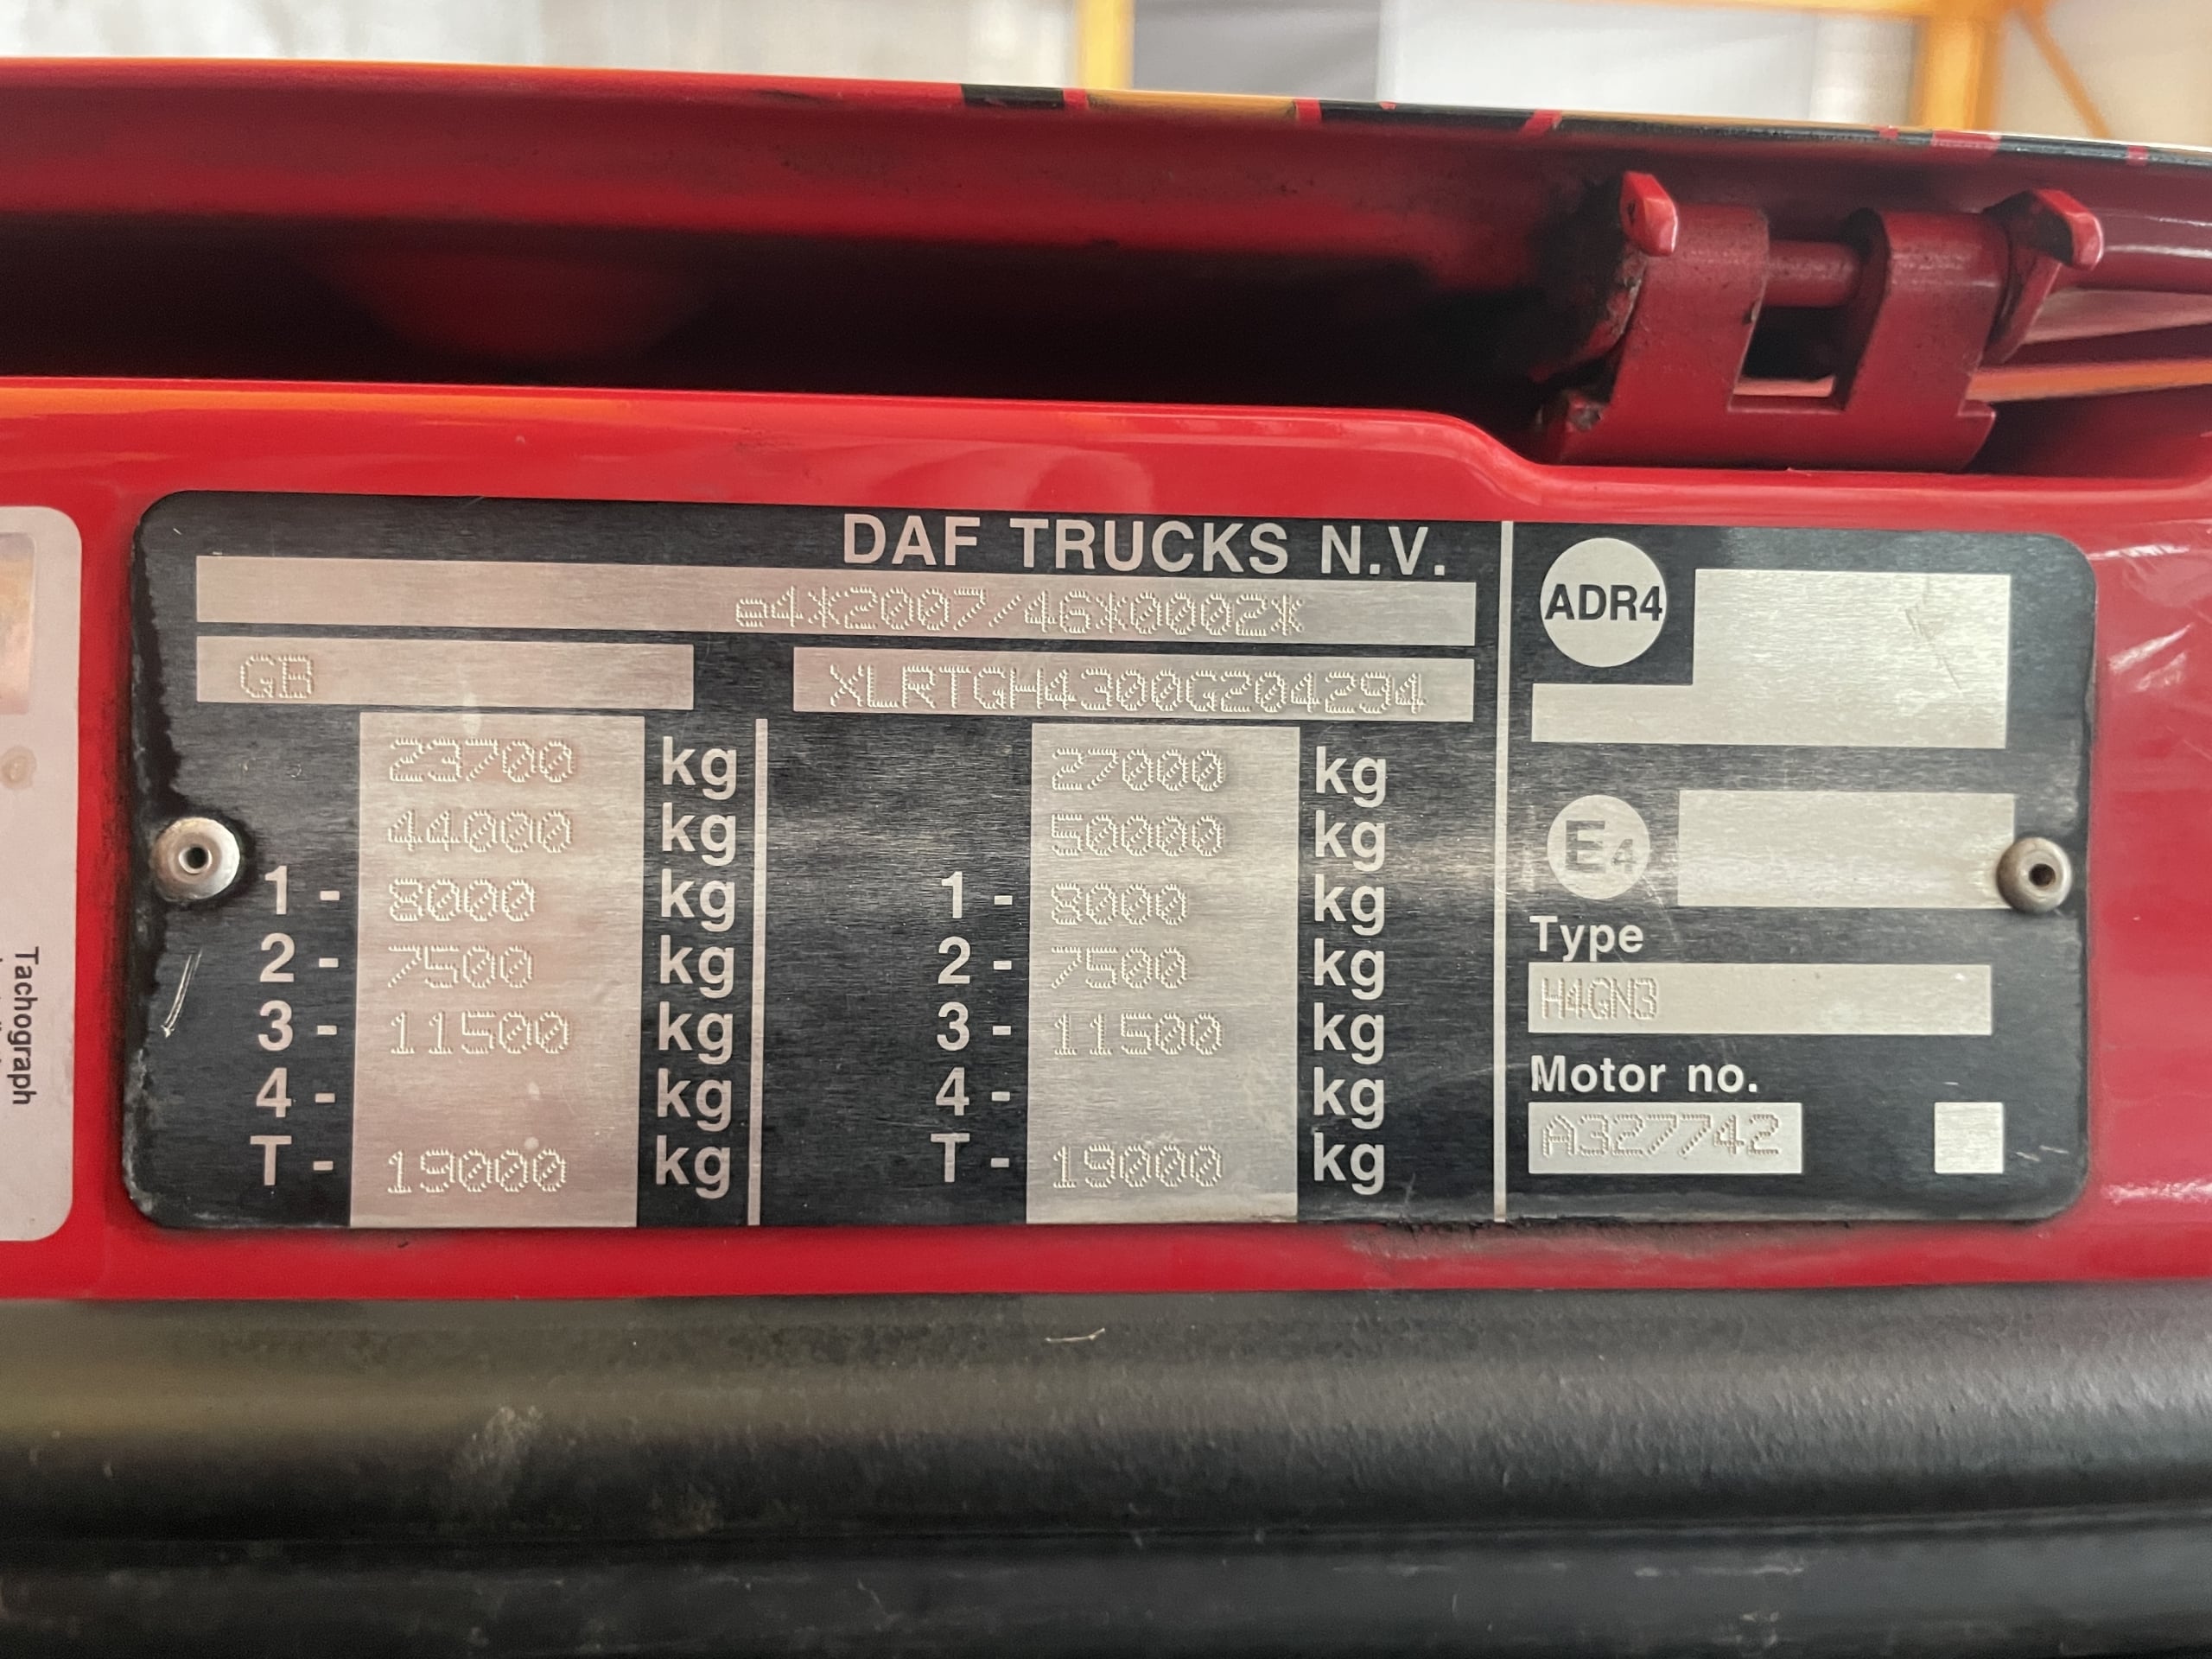 DAF TRUCKS N.V.
e4*2007/46*0002*
GB
XLRTGH4300G204294
23700 kg
44000 kg
1 - 8000 kg
2 - 7500 kg
3 - 11500 kg
4 - kg
T - 19000 kg
27000 kg
50000 kg
1 - 8000 kg
2 - 7500 kg
3 - 11500 kg
4 - kg
T - 19000 kg
ADR4
E4
Type
H4GN3
Motor no.
A327742
Tachograph